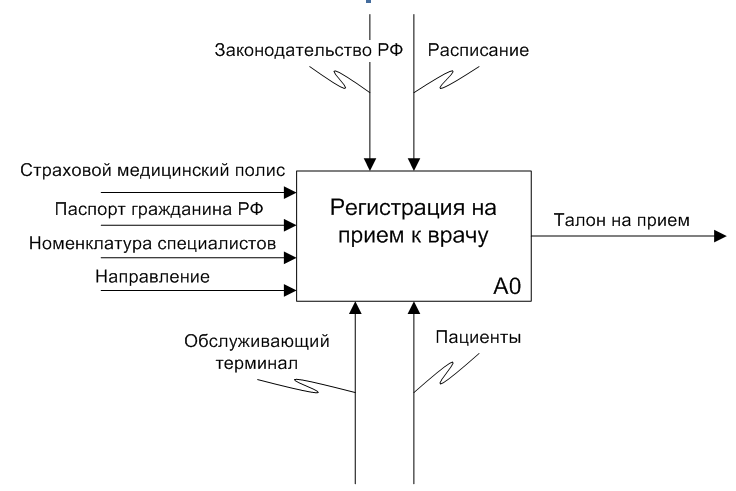 Законодательство РФ
Расписание
Страховой медицинский полис
Паспорт гражданина РФ
Номенклатура специалистов
Направление
Регистрация на
прием к врачу
А0
Талон на прием
Обслуживающий
терминал
Пациенты